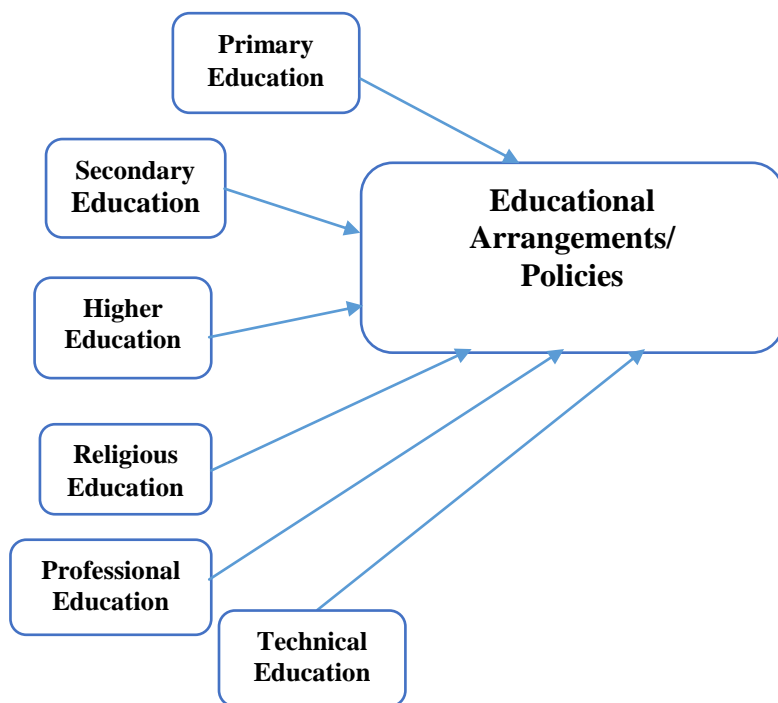 Primary
Education
Secondary
Education
Educational
Arrangements/
Policies
Higher
Education
Religious
Education
Professional
Education
Technical
Education